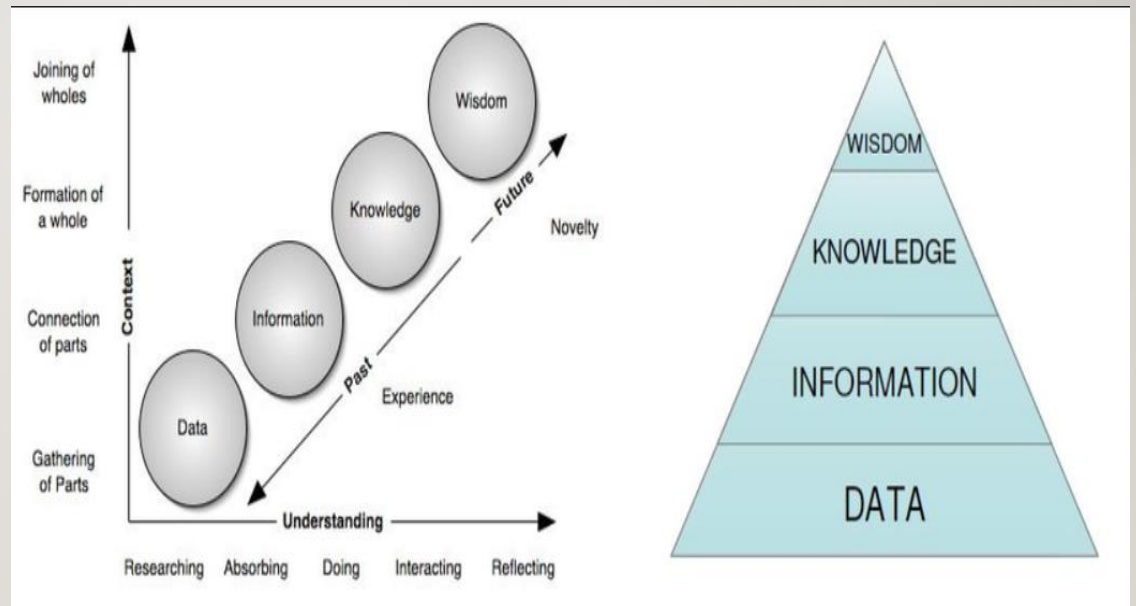 Joining of
wholes
Formation of
a whole
Connection
of parts
Gathering
of Parts
Context
Wisdom
Knowledge
Information
Data
Future
Novelty
Past
Experience
Understanding
Researching Absorbing Doing Interacting Reflecting
WISDOM
KNOWLEDGE
INFORMATION
DATA